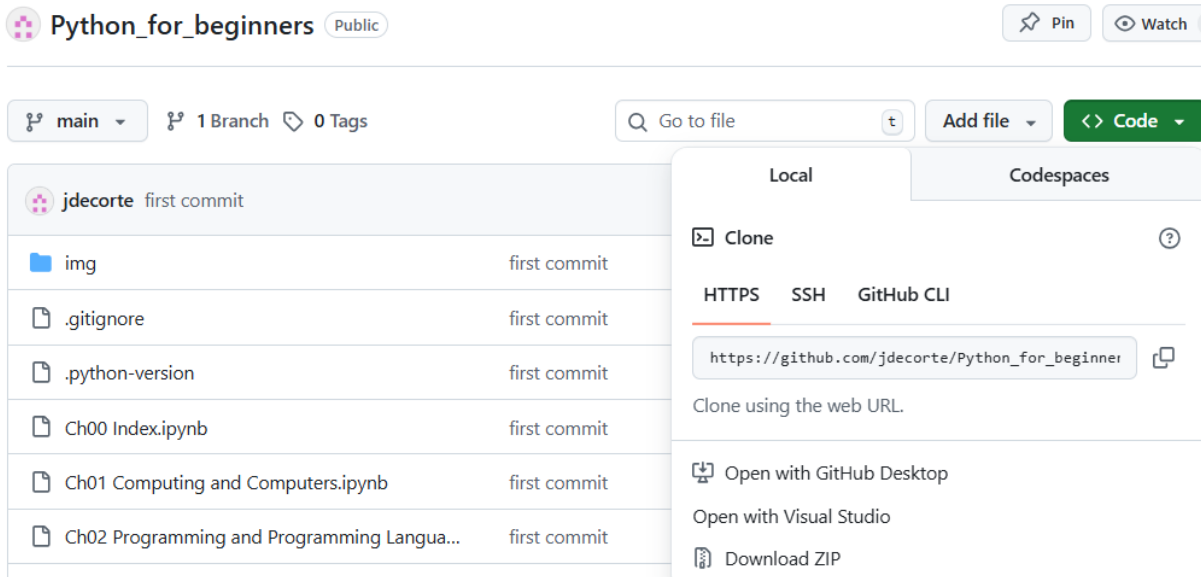 Python_for_beginners Public
Pin
Watch
main
1 Branch
0 Tags
Go to file
t
Add file
<> Code
jdecorte first commit
img first commit
.gitignore first commit
.python-version first commit
Ch00 Index.ipynb first commit
Ch01 Computing and Computers.ipynb first commit
Ch02 Programming and Programming Langua... first commit
Local
Codespaces
Clone
?
HTTPS
SSH
GitHub CLI
https://github.com/jdecorte/Python_for_beginner
Clone using the web URL.
Open with GitHub Desktop
Open with Visual Studio
Download ZIP